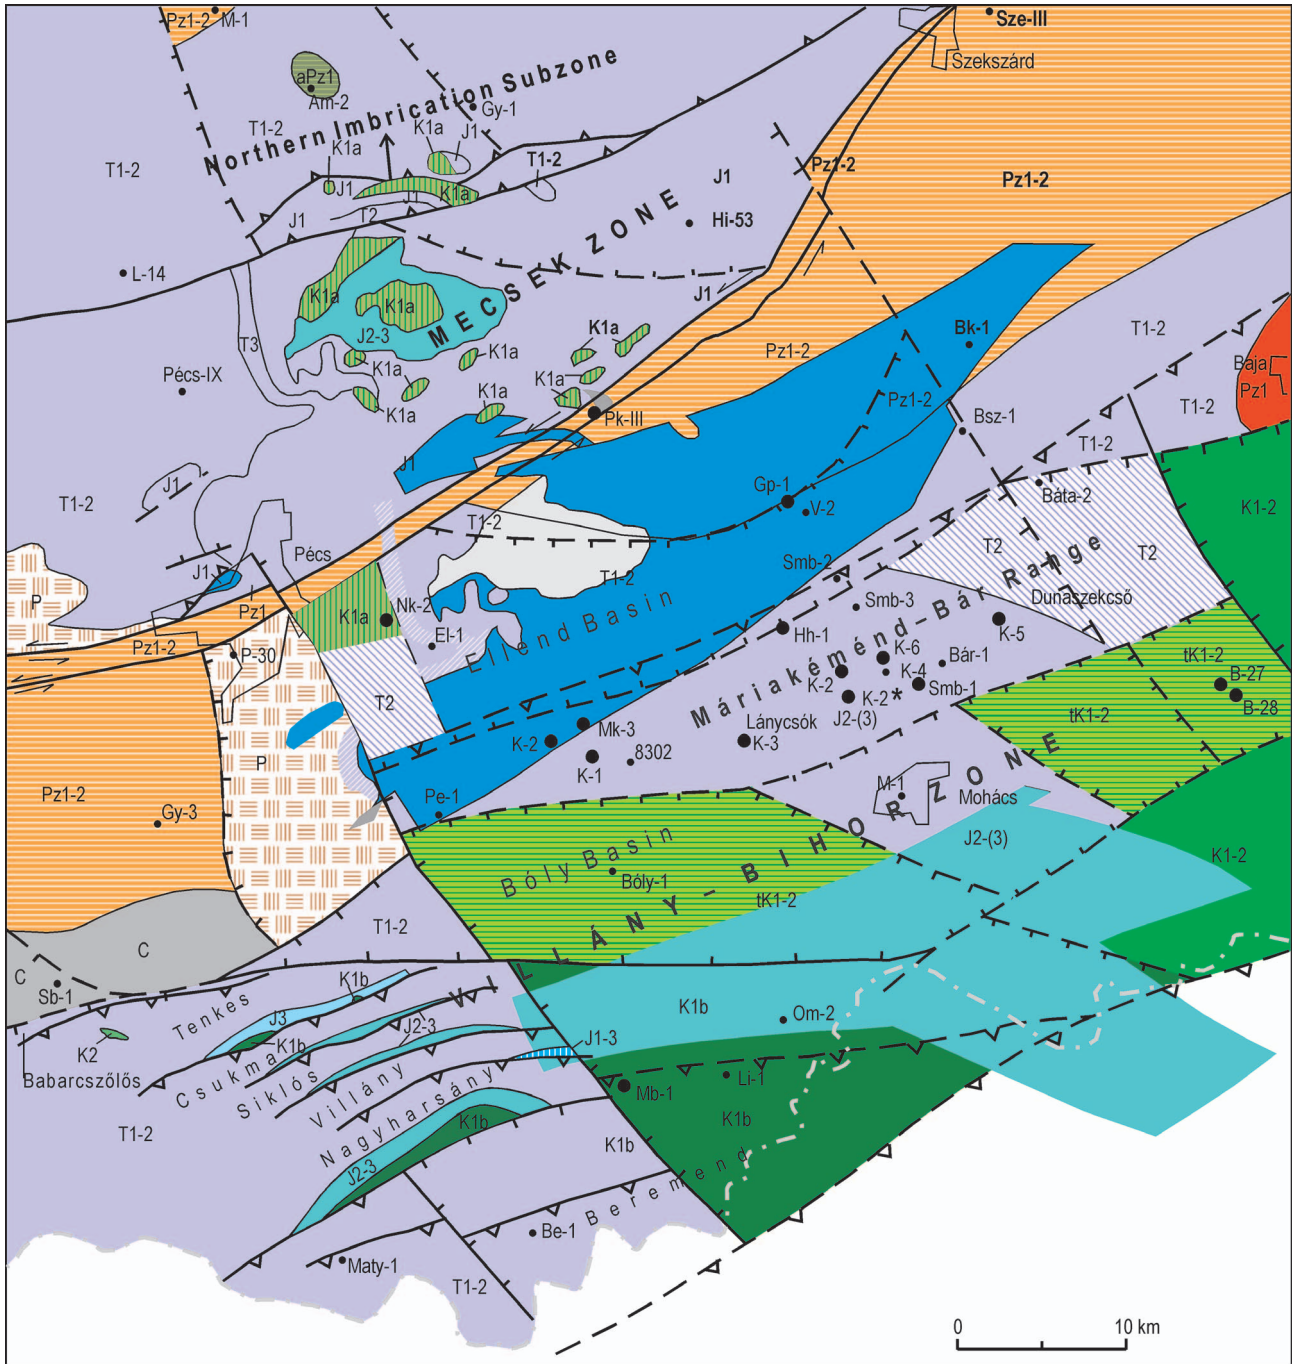 Pz1-2
M-1
Sze-III
Szekszárd
aPz1
Am-2
Northern Imbrication Subzone
Gy-1
T1-2
K1a
J1
K1a
T1-2
T1-2
J1
J1
K1a
J1
T2
J1
Pz1-2
Pz1-2
Hi-53
MECSEK ZONE
L-14
J1
K1a
K1a
J2-3
T3
K1a
K1a
K1a
K1a
K1a
K1a
Pécs-IX
Pk-III
Pz1-2
Bk-1
Pz1-2
T1-2
Baja
Pz1
T1-2
T1-2
Bsz-1
J1
J1
T1-2
Gp-1
V-2
Báta-2
K1-2
T1-2
T1-2
Pécs
Smb-2
T2
T2
J1
P
Pz1
K1a
Nk-2
El-1
Ellend Basin
Smb-3
Dunaszekcső
Hh-1
K-5
Pz1-2
P-30
K-6
K-4
Bár-1
K-2
K-2*
Smb-1
tK1-2
B-27
B-28
Máriakéménd-Bár Range
T2
J2-(3)
tK1-2
Lánycsók
K-3
Mk-3
K-2
K-1
8302
P
Pz1-2
Gy-3
Pe-1
M-1
Mohács
J2-(3)
K1-2
Bóly Basin
Bóly-1
tK1-2
VILLÁNY-BIHOR ZONE
T1-2
C
C
Sb-1
K1b
Tenkes
J3
K1b
J2-3
K1b
Om-2
K2
Babarcszőlős
Csukma
Siklós
Villány
J1-3
Nagyharsány
Mb-1
Li-1
K1b
K1b
K1b
T1-2
J2-3
Beremend
Be-1
Maty-1
T1-2
0 10 km